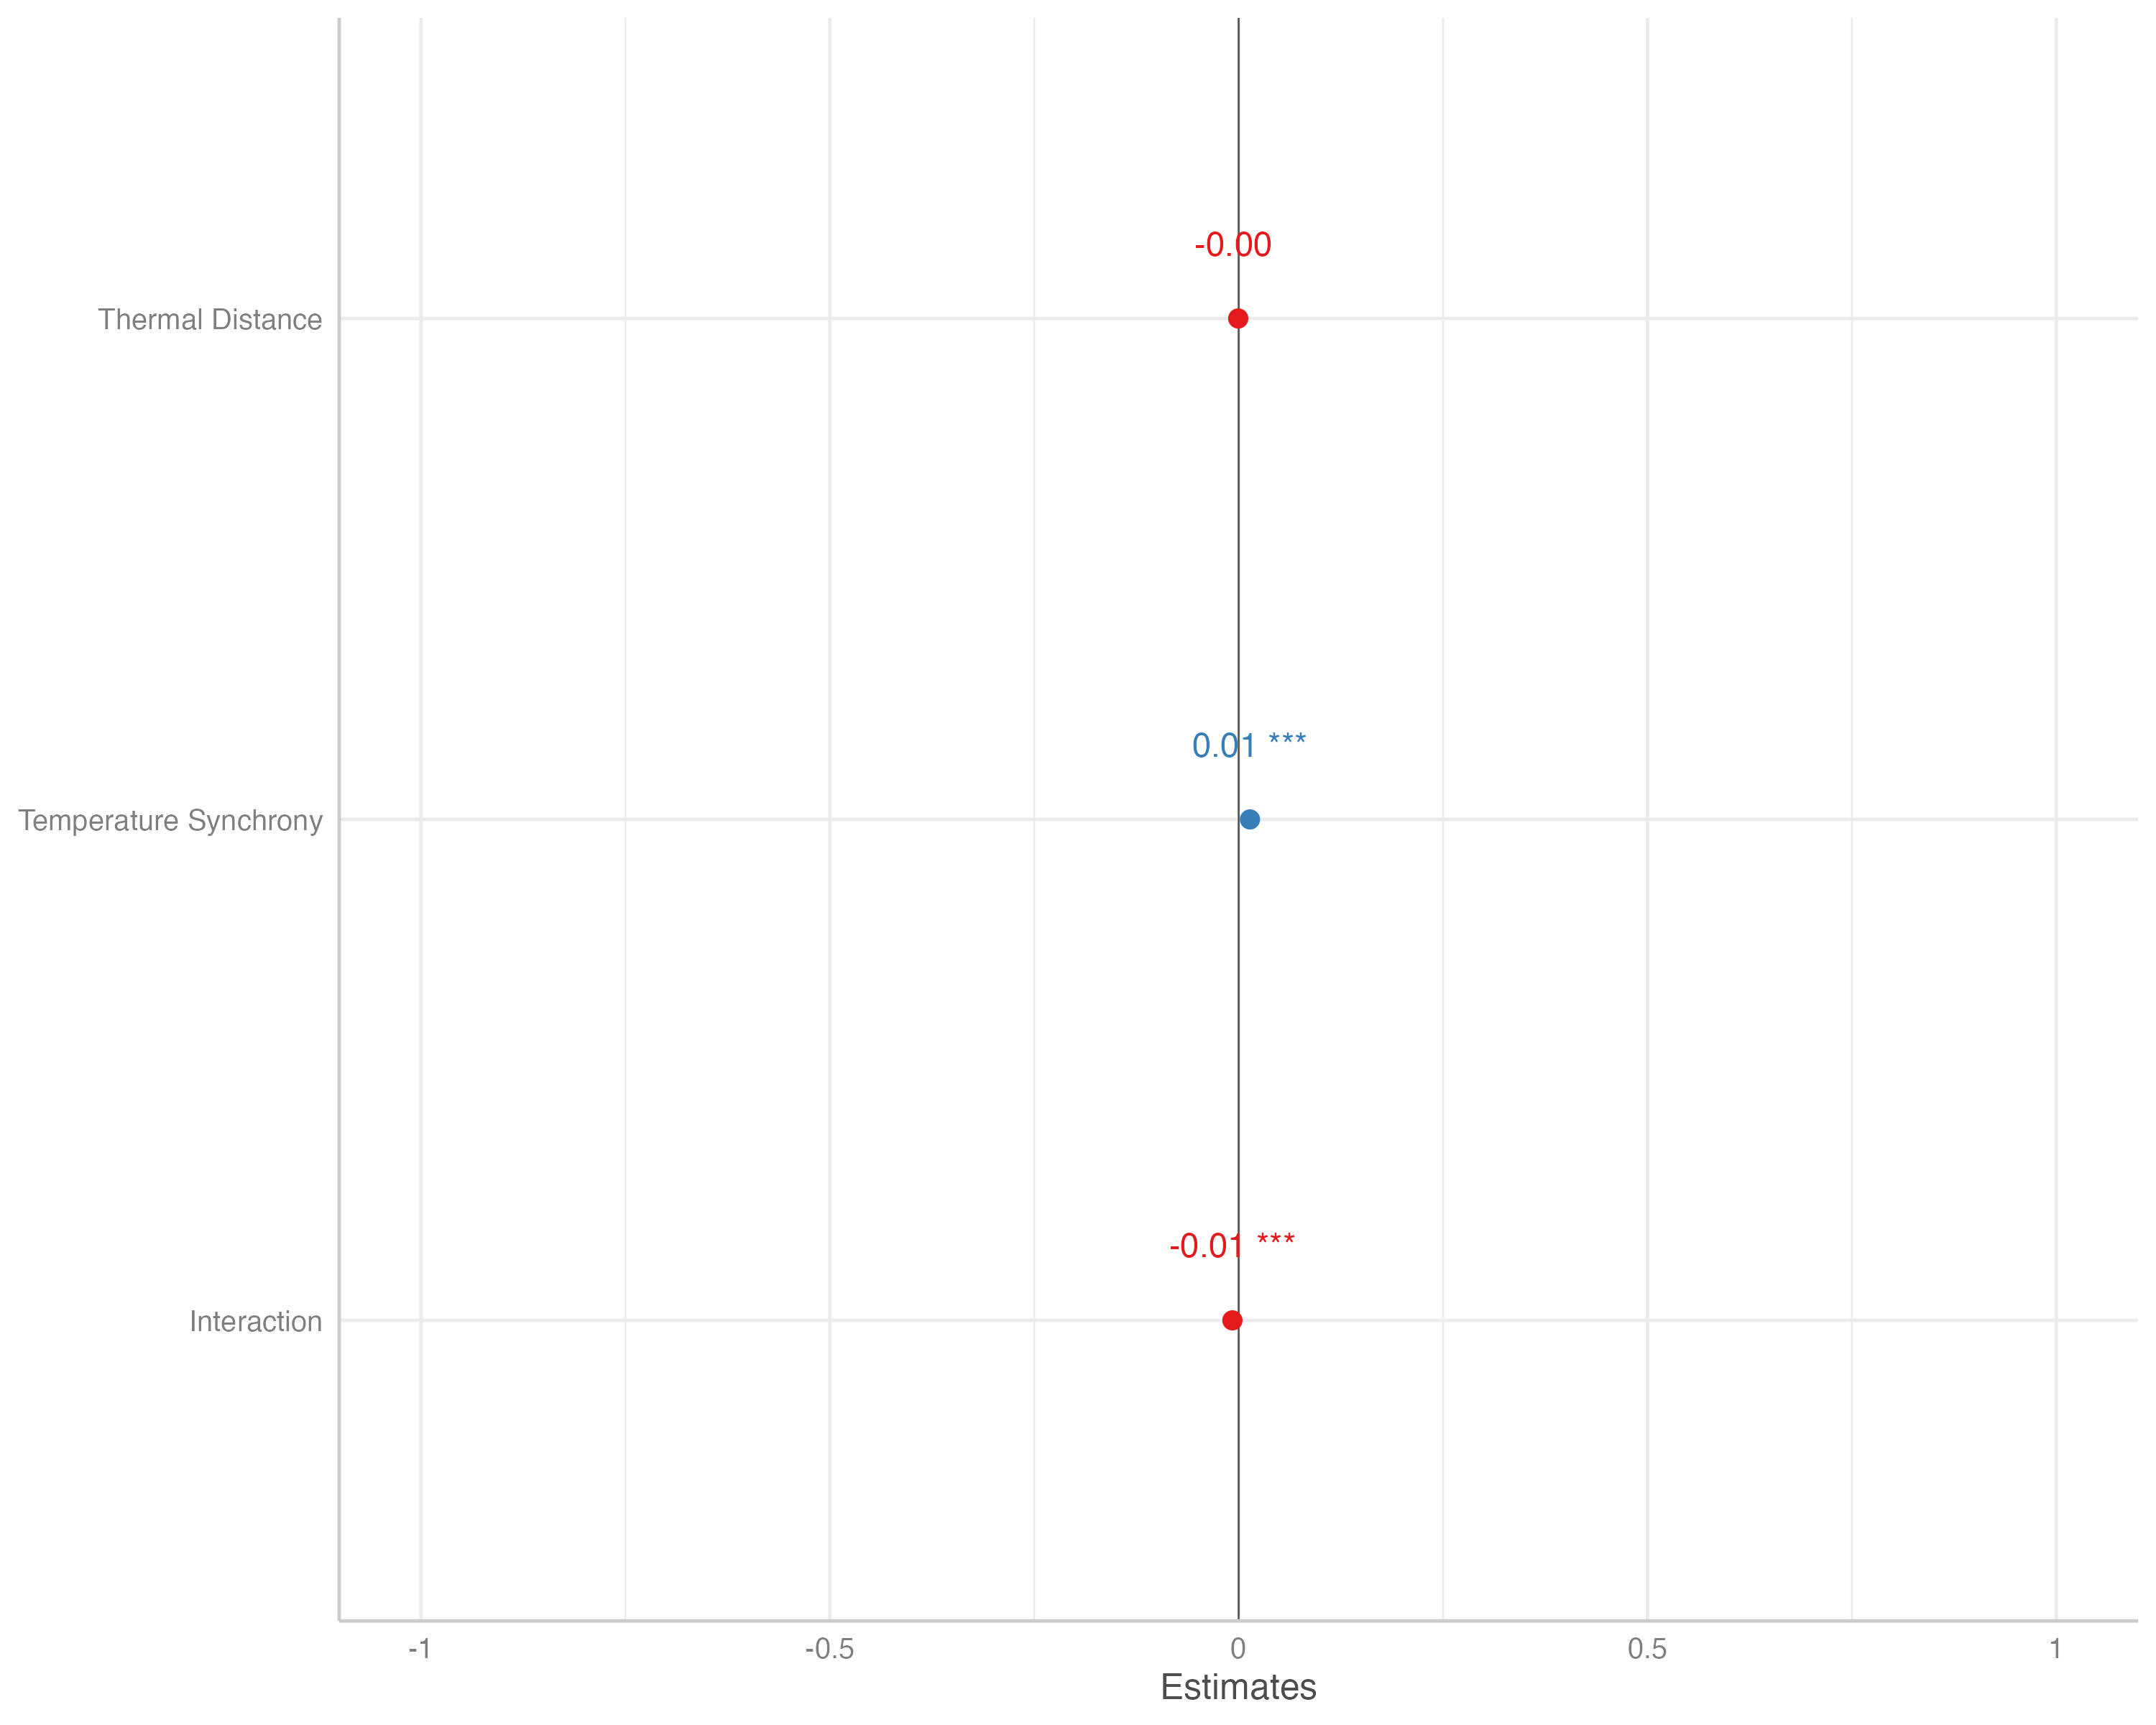 -0.00
Thermal Distance
0.01 ***
Temperature Synchrony
-0.01 ***
Interaction
-1 -0.5 0 0.5 1
Estimates